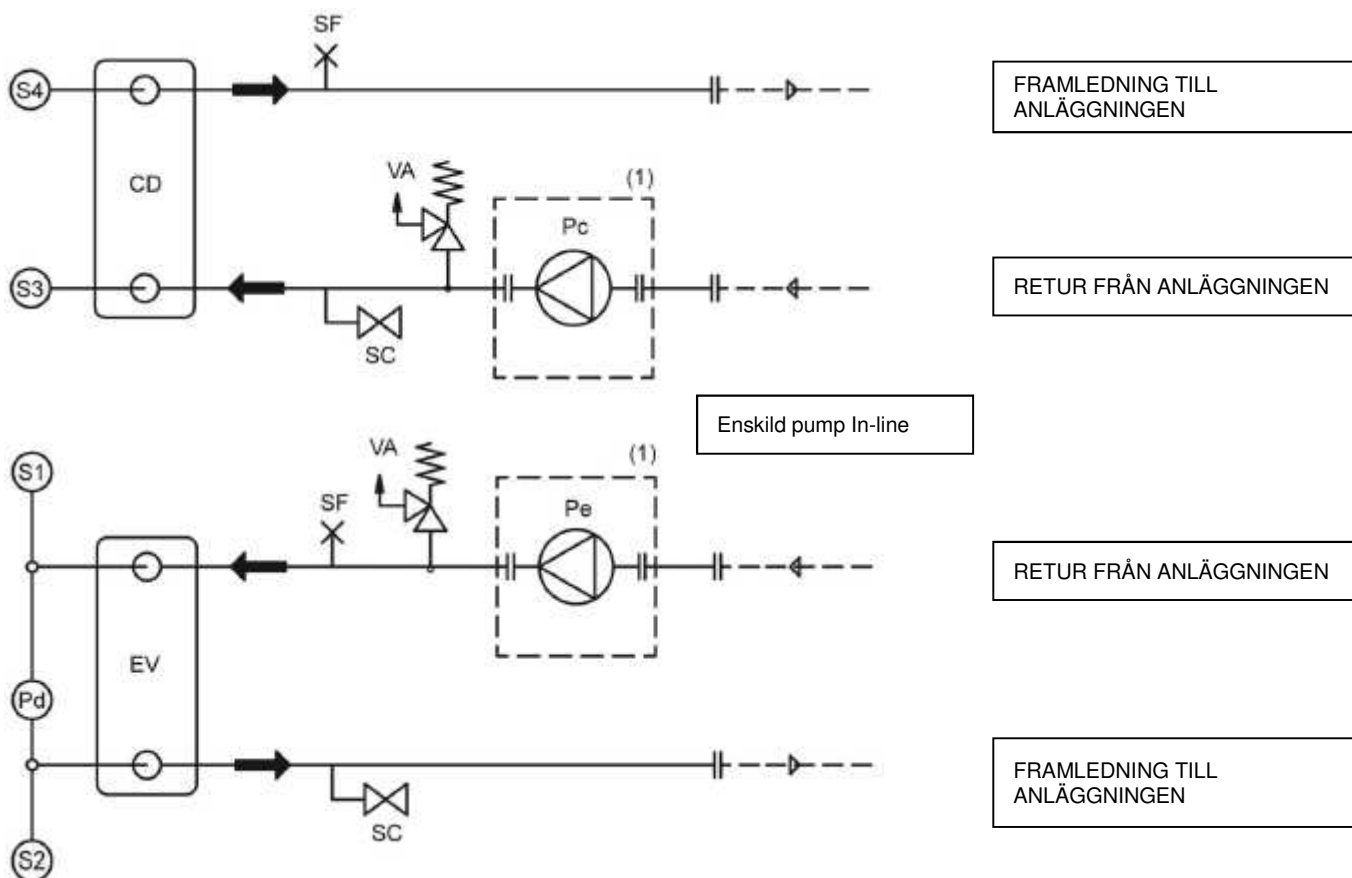 SF
S4
FRAMLEDNING TILL
ANLÄGGNINGEN
CD
VA
(1)
Pc
S3
RETUR FRÅN ANLÄGGNINGEN
SC
Enskild pump In-line
S1
VA
(1)
SF
Pe
RETUR FRÅN ANLÄGGNINGEN
EV
Pd
FRAMLEDNING TILL
ANLÄGGNINGEN
SC
S2